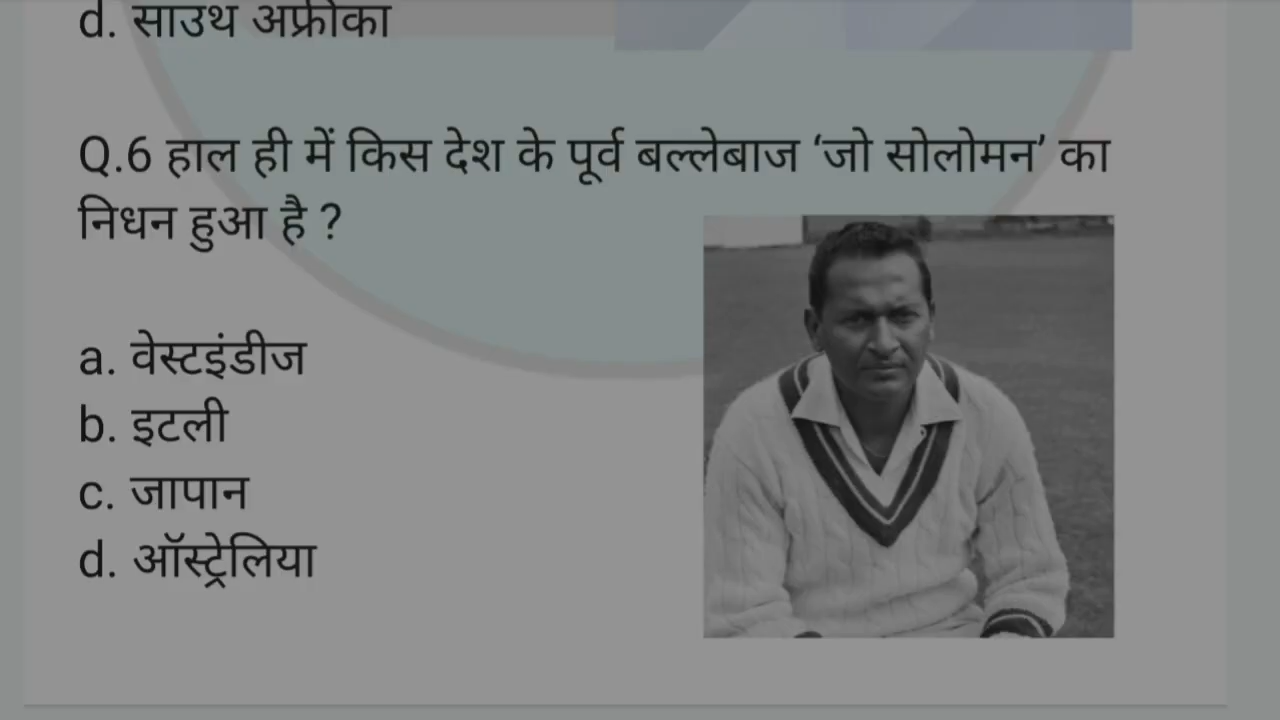 d. साउथ अफ्रीका
Q.6 हाल ही में किस देश के पूर्व बल्लेबाज ‘जो सोलोमन’ का
निधन हुआ है ?
a. वेस्टइंडीज
b. इटली
c. जापान
d. ऑस्ट्रेलिया